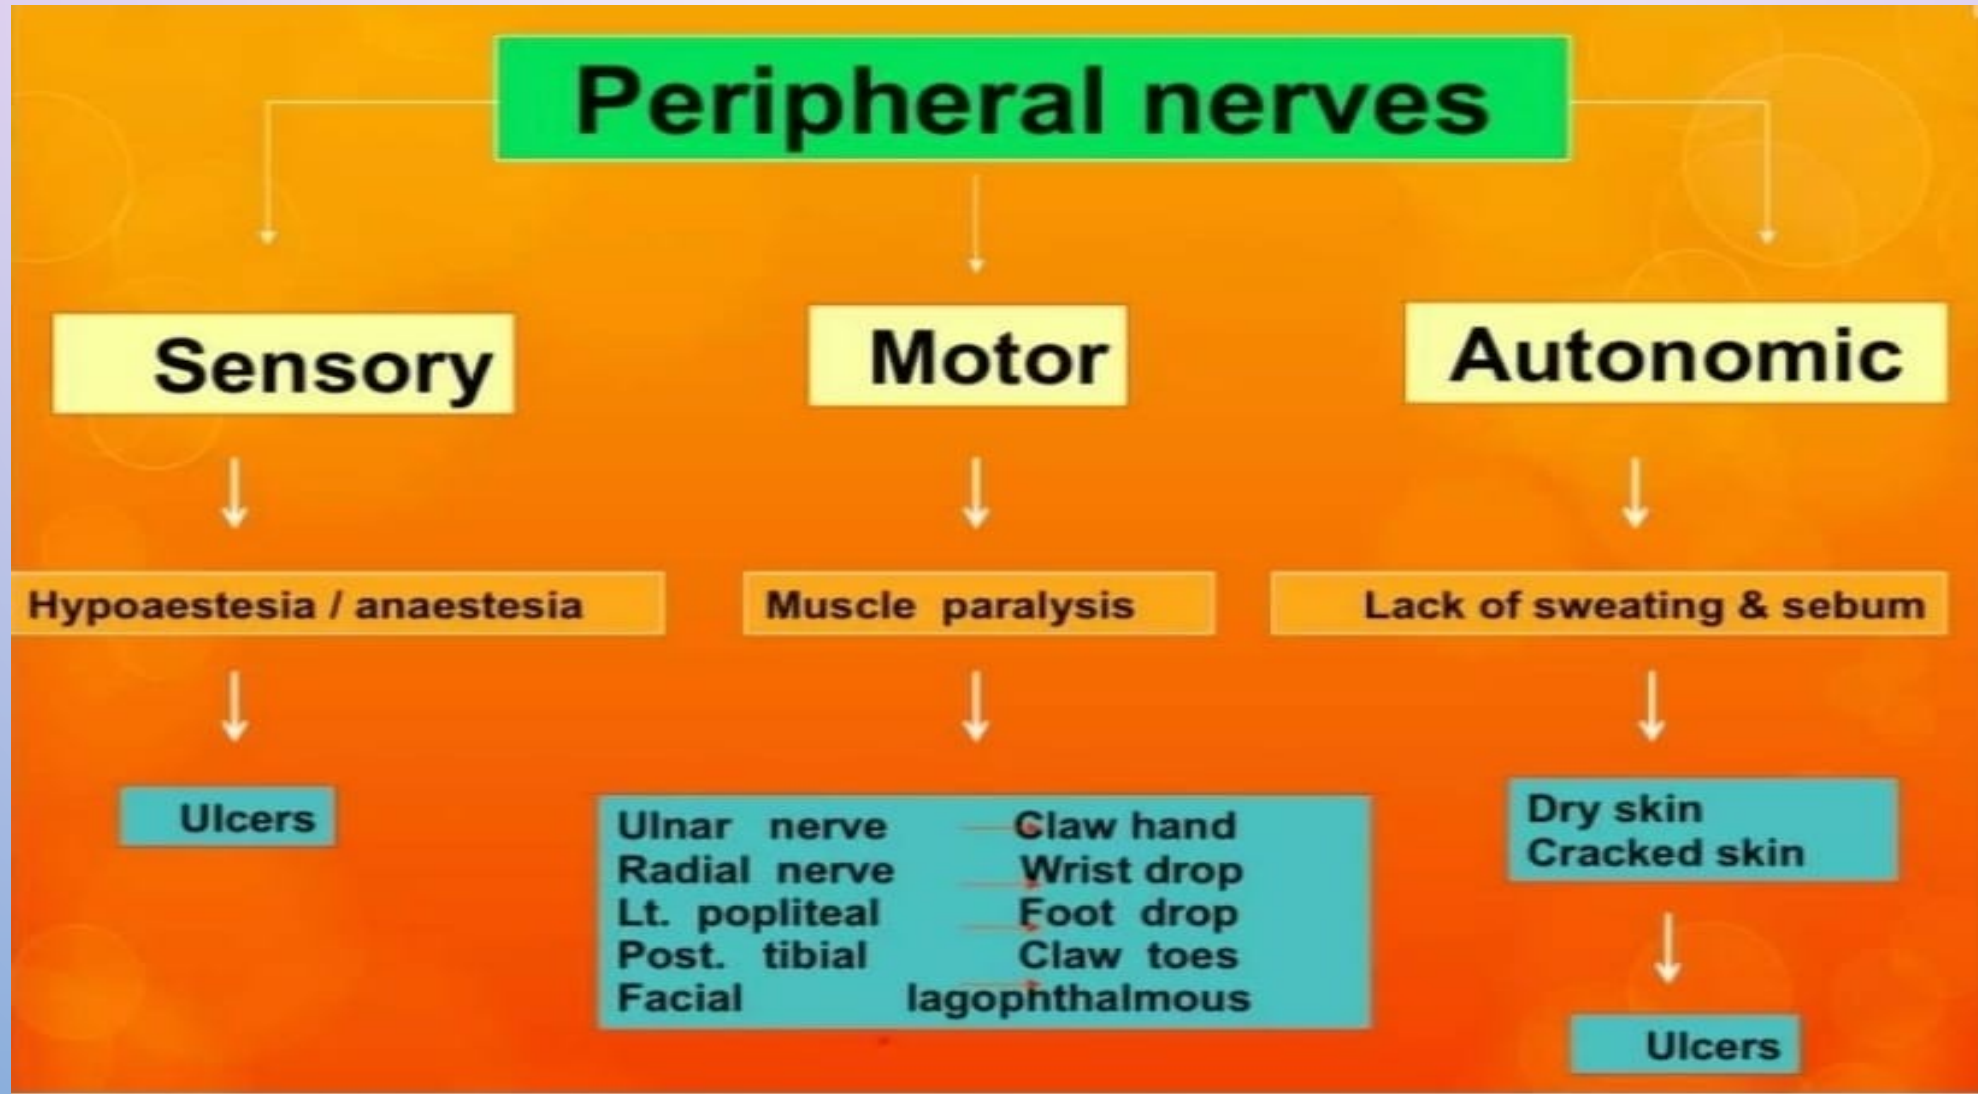 Peripheral nerves
Sensory
Motor
Autonomic
Hypoaestesia / anaestesia
Muscle paralysis
Lack of sweating & sebum
Ulcers
Ulnar nerve Claw hand
Radial nerve Wrist drop
Lt. popliteal Foot drop
Post. tibial Claw toes
Facial lagophthalmous
Dry skin
Cracked skin
Ulcers